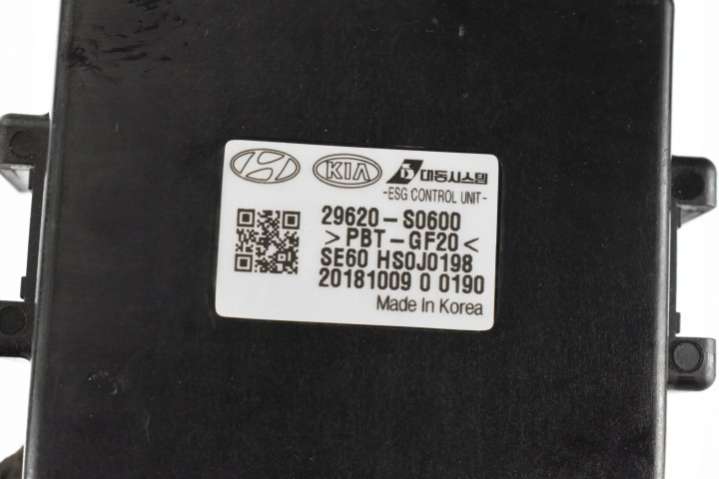 KIA 대동시스템
-ESG CONTROL UNIT-
29620-S0600
>PBT-GF20<
SE60 HS0J0198
20181009 0 0190
Made In Korea